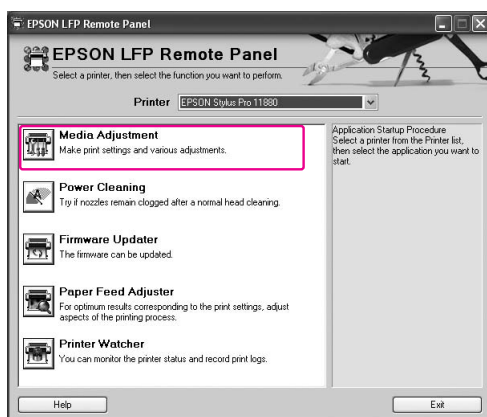 EPSON LFP Remote Panel
EPSON LFP Remote Panel
Select a printer, then select the function you want to perform.
Printer
EPSON Stylus Pro 11880
Media Adjustment
Make print settings and various adjustments.
Power Cleaning
Try if nozzles remain clogged after a normal head cleaning.
Firmware Updater
The firmware can be updated.
Paper Feed Adjuster
For optimum results corresponding to the print settings, adjust
aspects of the printing process.
Printer Watcher
You can monitor the printer status and record print logs.
Application Startup Procedure
Select a printer from the Printer list,
then select the application you want to
start.
Help
Exit